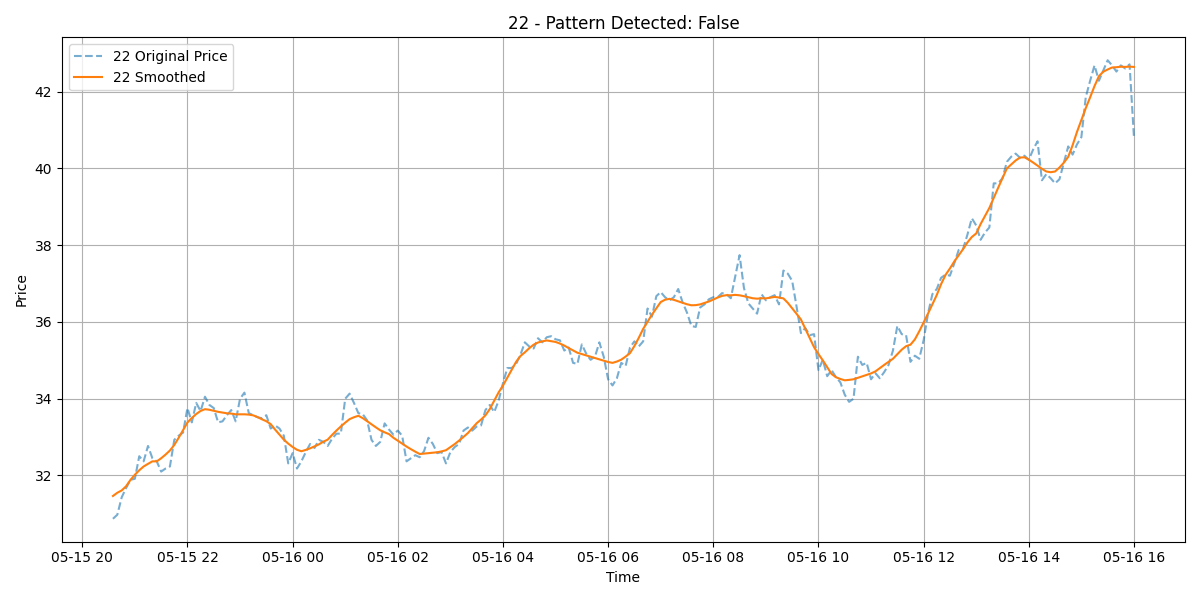 22 - Pattern Detected: False
22 Original Price
22 Smoothed
Price
42
40
38
36
34
32
05-15 20 05-15 22 05-16 00 05-16 02 05-16 04 05-16 06 05-16 08 05-16 10 05-16 12 05-16 14 05-16 16
Time